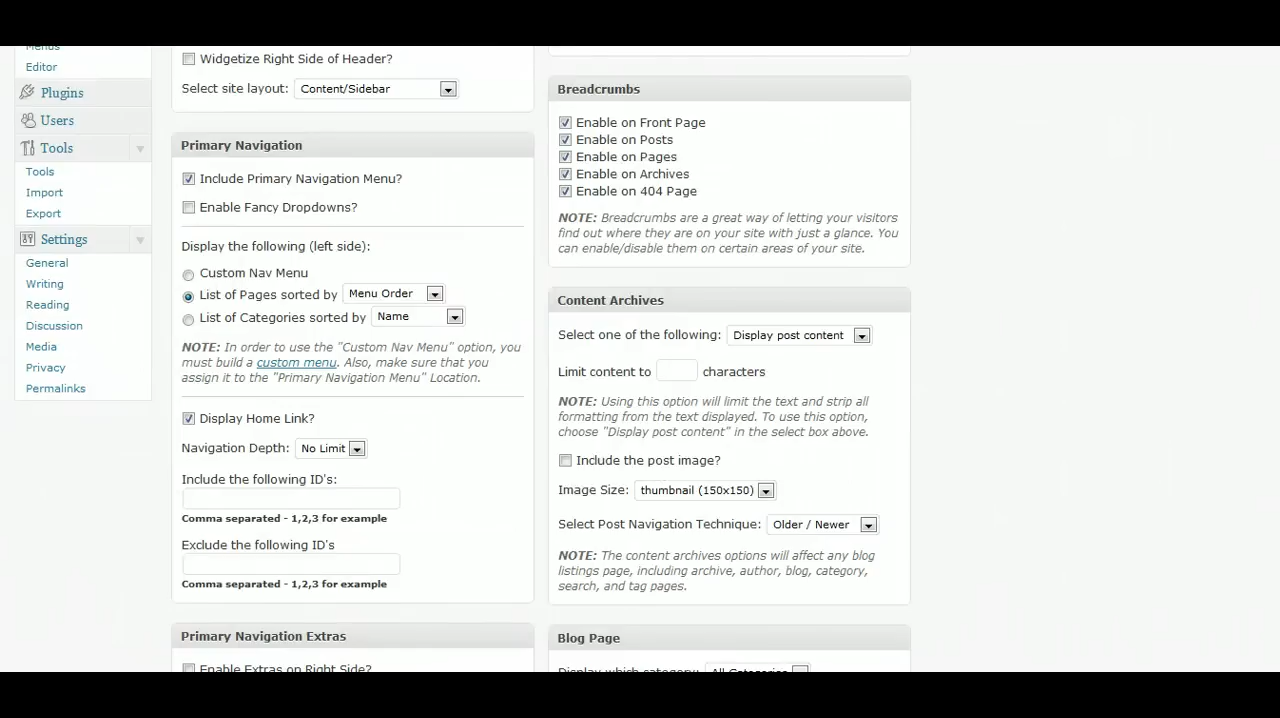 Menus
Editor
Plugins
Users
Tools
Tools
Import
Export
Settings
General
Writing
Reading
Discussion
Media
Privacy
Permalinks
Widgetize Right Side of Header?
Select site layout: Content/Sidebar
Primary Navigation
Include Primary Navigation Menu?
Enable Fancy Dropdowns?
Display the following (left side):
Custom Nav Menu
List of Pages sorted by Menu Order
List of Categories sorted by Name
NOTE: In order to use the "Custom Nav Menu" option, you
must build a custom menu. Also, make sure that you
assign it to the "Primary Navigation Menu" Location.
Display Home Link?
Navigation Depth: No Limit
Include the following ID's:
Comma separated - 1,2,3 for example
Exclude the following ID's
Comma separated - 1,2,3 for example
Primary Navigation Extras
Enable Extras on Right Side?
Breadcrumbs
Enable on Front Page
Enable on Posts
Enable on Pages
Enable on Archives
Enable on 404 Page
NOTE: Breadcrumbs are a great way of letting your visitors
find out where they are on your site with just a glance. You
can enable/disable them on certain areas of your site.
Content Archives
Select one of the following: Display post content
Limit content to characters
NOTE: Using this option will limit the text and strip all
formatting from the text displayed. To use this option,
choose "Display post content" in the select box above.
Include the post image?
Image Size: thumbnail (150x150)
Select Post Navigation Technique: Older / Newer
NOTE: The content archives options will affect any blog
listings page, including archive, author, blog, category,
search, and tag pages.
Blog Page
Display which category: All Categories